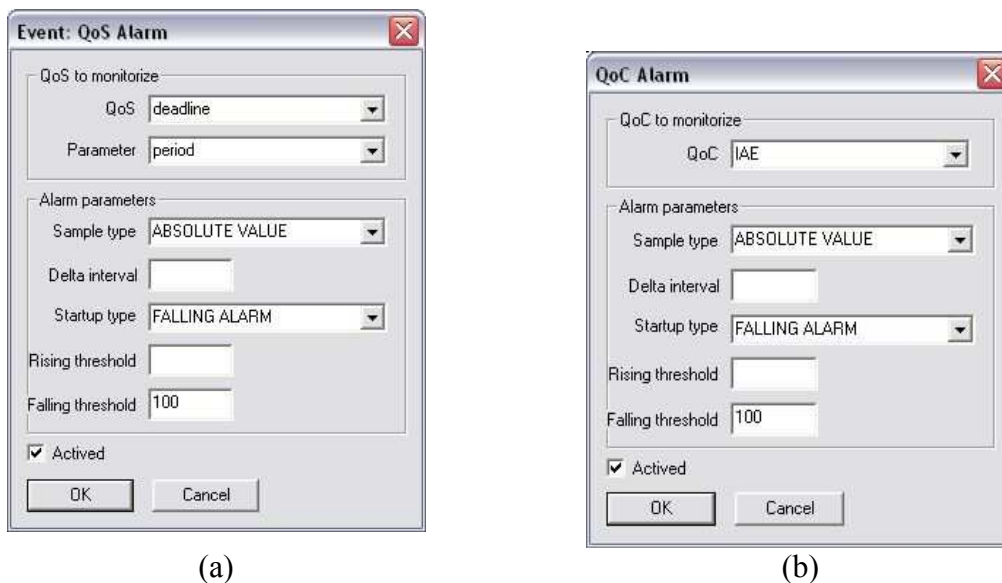 Event: QoS Alarm
QoS to monitorize
QoS deadline
Parameter period
Alarm parameters
Sample type ABSOLUTE VALUE
Delta interval
Startup type FALLING ALARM
Rising threshold
Falling threshold 100
Actived
OK Cancel
(a)
QoC Alarm
QoC to monitorize
QoC IAE
Alarm parameters
Sample type ABSOLUTE VALUE
Delta interval
Startup type FALLING ALARM
Rising threshold
Falling threshold 100
Actived
OK Cancel
(b)